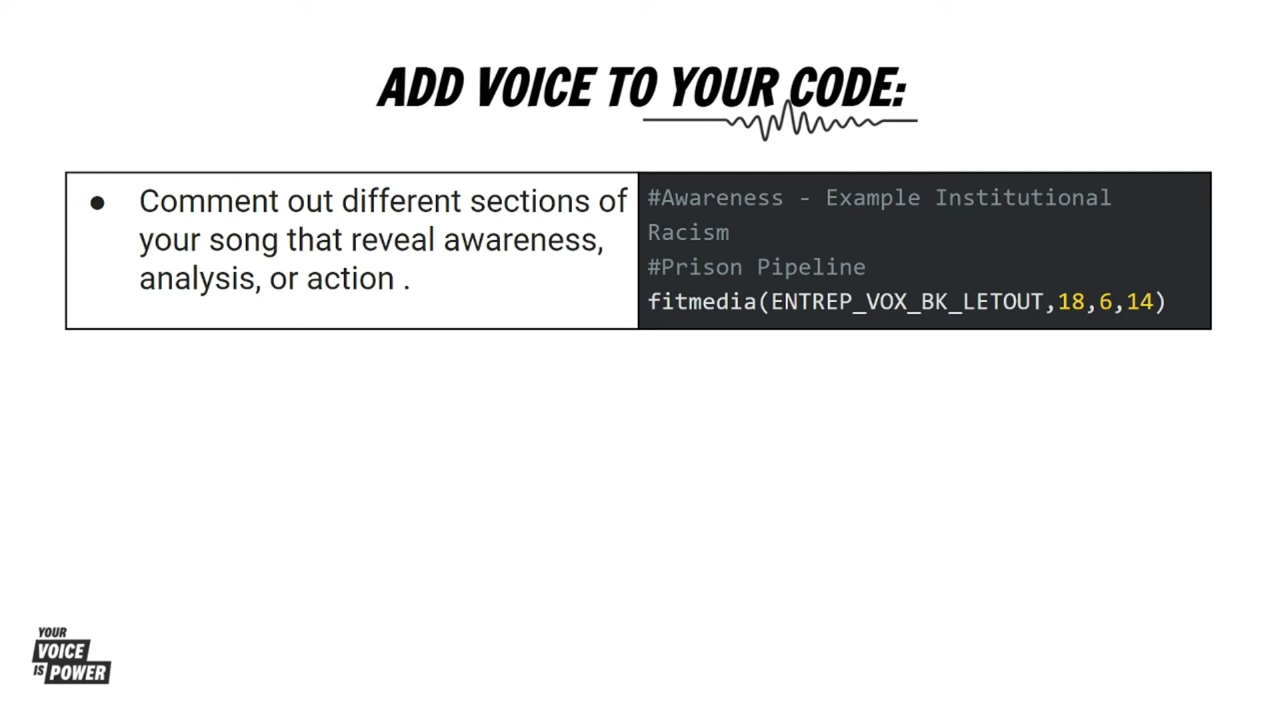 ADD VOICE TO YOUR CODE:
● Comment out different sections of
your song that reveal awareness,
analysis, or action .
#Awareness - Example Institutional
Racism
#Prison Pipeline
fitmedia(ENTREP_VOX_BK_LETOUT,18,6,14)
YOUR
VOICE
IS POWER